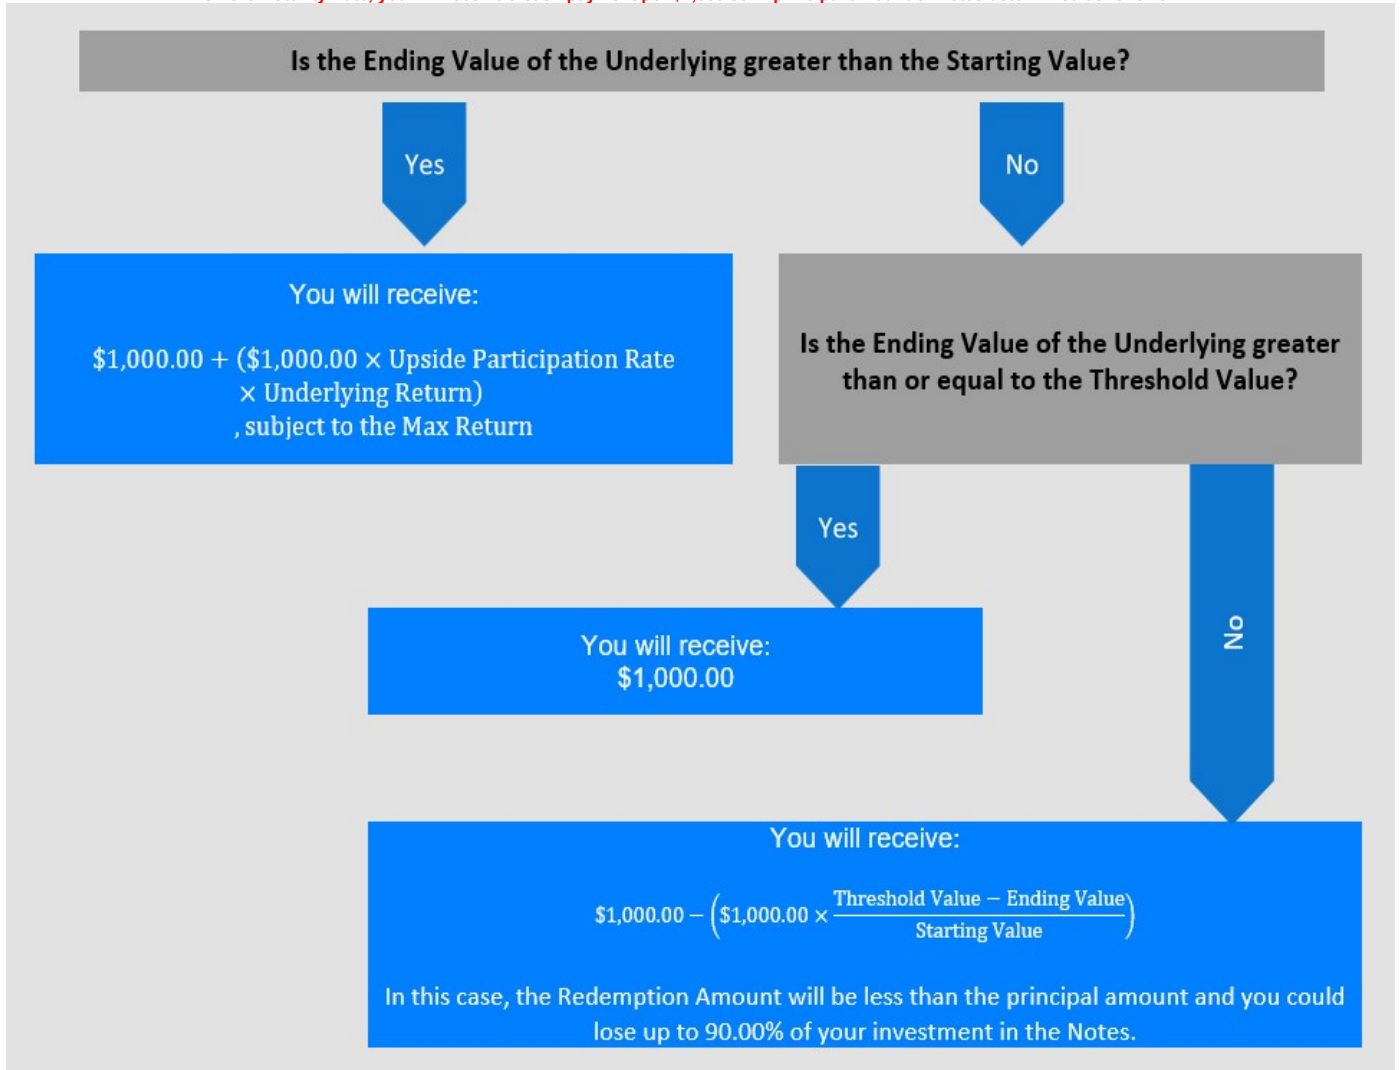 Is the Ending Value of the Underlying greater than the Starting Value?
Yes
No
You will receive:
$1,000.00 + ($1,000.00 × Upside Participation Rate
× Underlying Return)
, subject to the Max Return
Is the Ending Value of the Underlying greater
than or equal to the Threshold Value?
Yes
No
You will receive:
$1,000.00
You will receive:
$1,000.00 − ($1,000.00 × Threshold Value − Ending Value / Starting Value)
In this case, the Redemption Amount will be less than the principal amount and you could
lose up to 90.00% of your investment in the Notes.